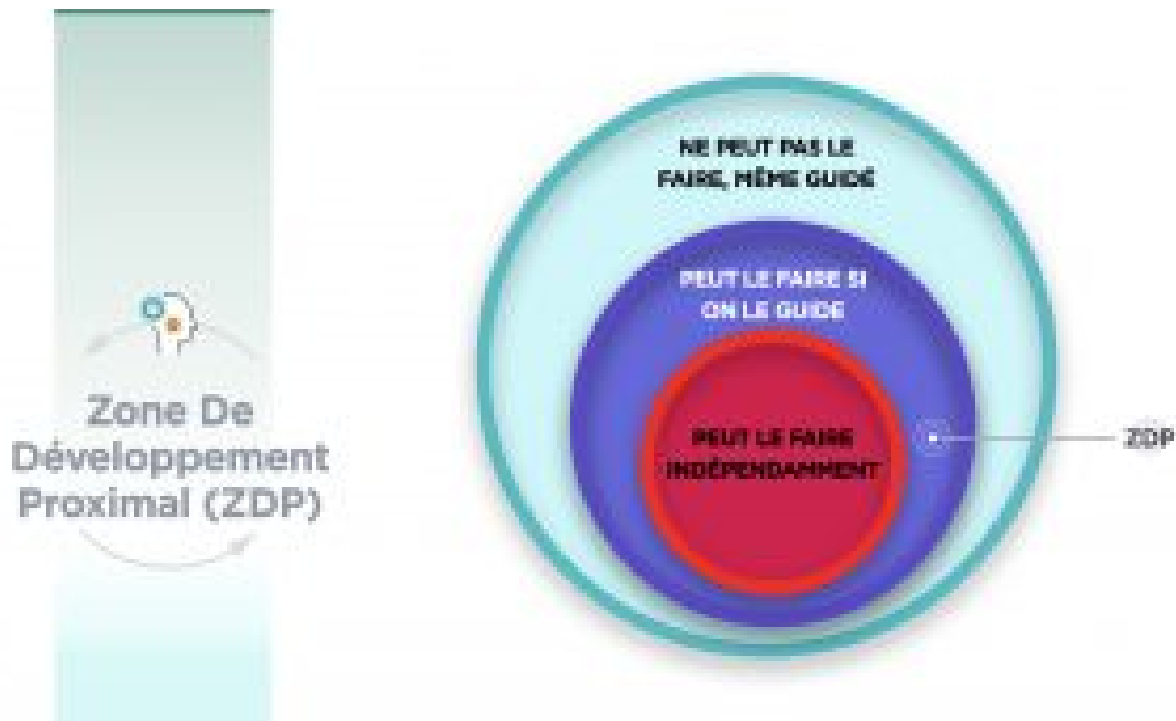 Zone De
Développement
Proximal (ZDP)
NE PEUT PAS LE
FAIRE, MÊME GUIDÉ
PEUT LE FAIRE SI
ON LE GUIDE
PEUT LE FAIRE
INDÉPENDAMMENT
ZDP